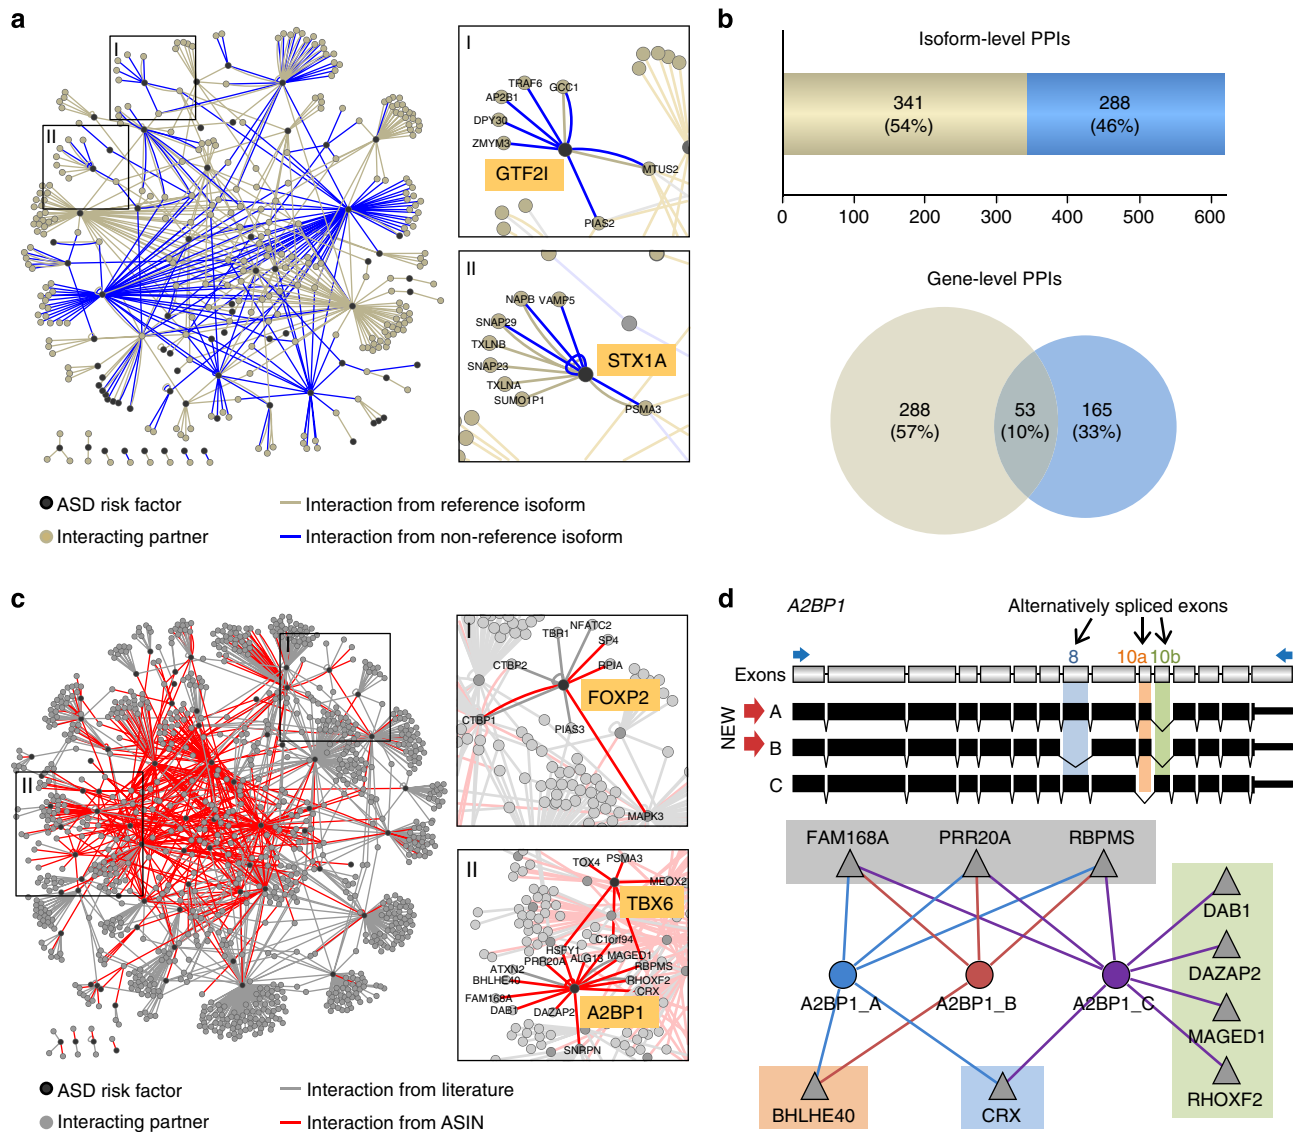 a
I
II
I
TRAF6
GCC1
AP2B1
DPY30
ZMYM3
GTF2I
MTUS2
PIAS2
II
NAPB VAMP5
SNAP29
TXLNB
STX1A
SNAP23
TXLNA
SUMO1P1
PSMA3
ASD risk factor
Interacting partner
Interaction from reference isoform
Interaction from non-reference isoform
b
Isoform-level PPIs
341
(54%)
288
(46%)
0 100 200 300 400 500 600
Gene-level PPIs
288
(57%)
53
(10%)
165
(33%)
c
I
II
I
NFATC2
TBR1
SP4
CTBP2
RPIA
FOXP2
CTBP1
PIAS3
MAPK3
II
TOX4
PSMA3
MEOX2
TBX6
C1orf94
HSFY1
MAGED1
PRR20A
ALG13
ATXN2
RBPMS
BHLHE40
RHOXF2
CRX
FAM168A
DAB1
DAZAP2
A2BP1
SNRPN
ASD risk factor
Interacting partner
Interaction from literature
Interaction from ASIN
d
A2BP1
Alternatively spliced exons
8 10a 10b
Exons
NEW
A
B
C
FAM168A PRR20A RBPMS
DAB1
DAZAP2
A2BP1_A A2BP1_B A2BP1_C
MAGED1
RHOXF2
BHLHE40 CRX